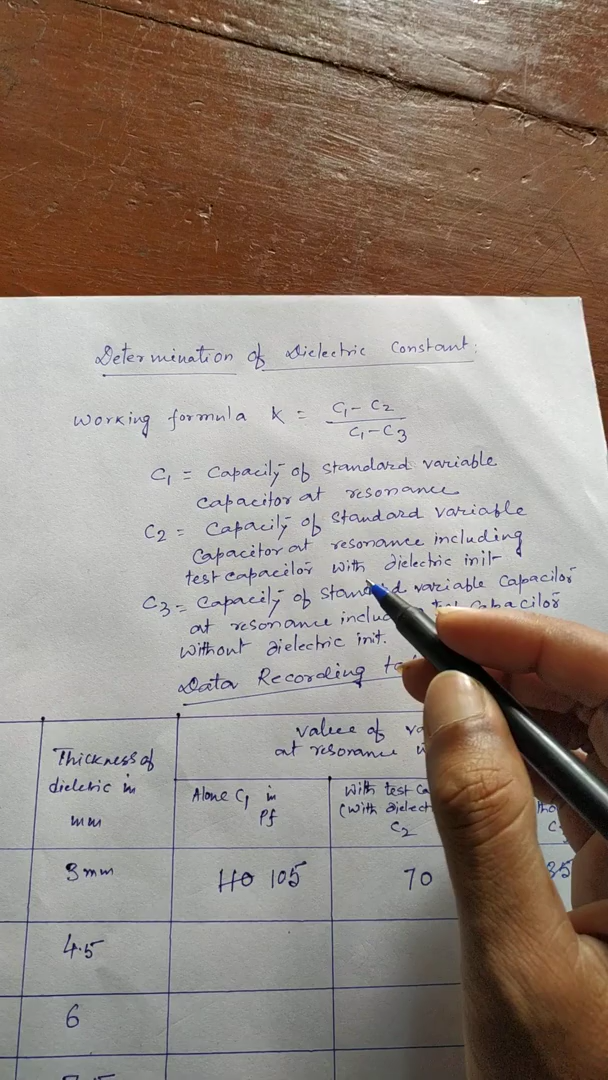 Determination of Dielectric Constant:
Working formula K = C1 - C2 / C1 - C3
C1 = Capacity of standard variable
capacitor at resonance
C2 = Capacity of standard variable
capacitor at resonance including
test capacitor with dielectric init
C3 = Capacity of standard variable capacitor
at resonance
without dielectric init.
Data Recording
Thickness of
dielectric in
mm
value of
at resonance
Alone C1 in
Pf
With test
(With
C2
3mm
110 105
70
35
4.5
6